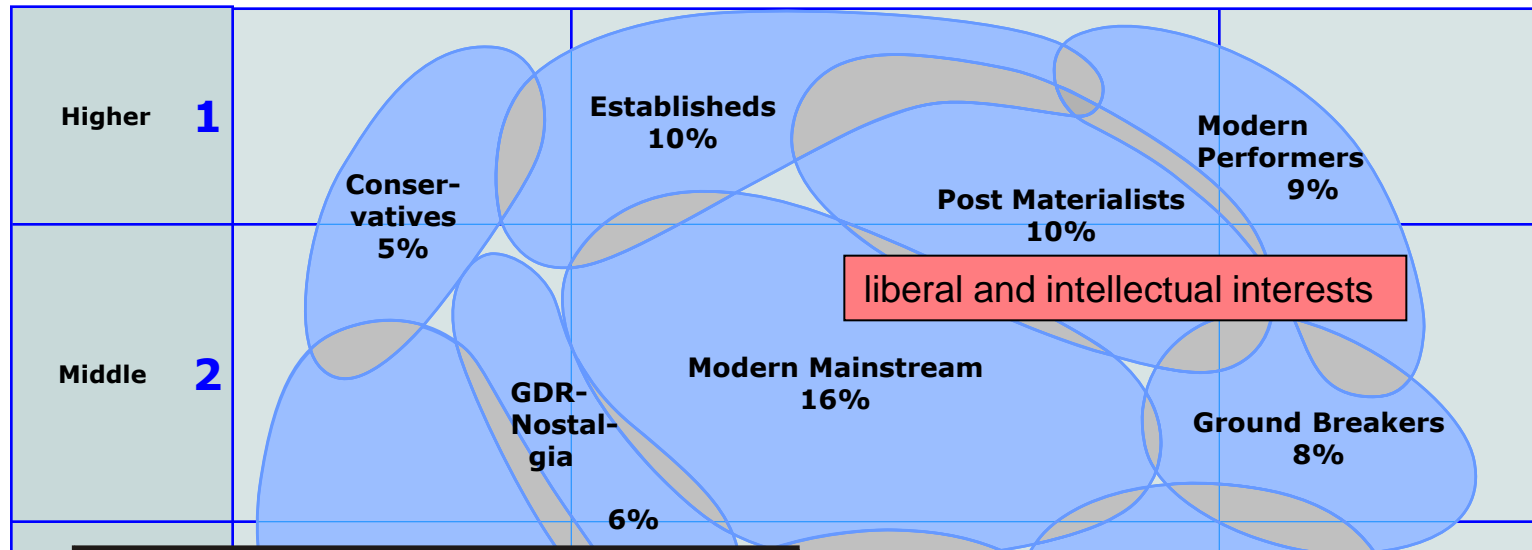 Higher 1
Establisheds
10%
Modern
Performers
9%
Conser-
vatives
5%
Post Materialists
10%
liberal and intellectual interests
Middle 2
Modern Mainstream
16%
GDR-
Nostal-
gia
6%
Ground Breakers
8%